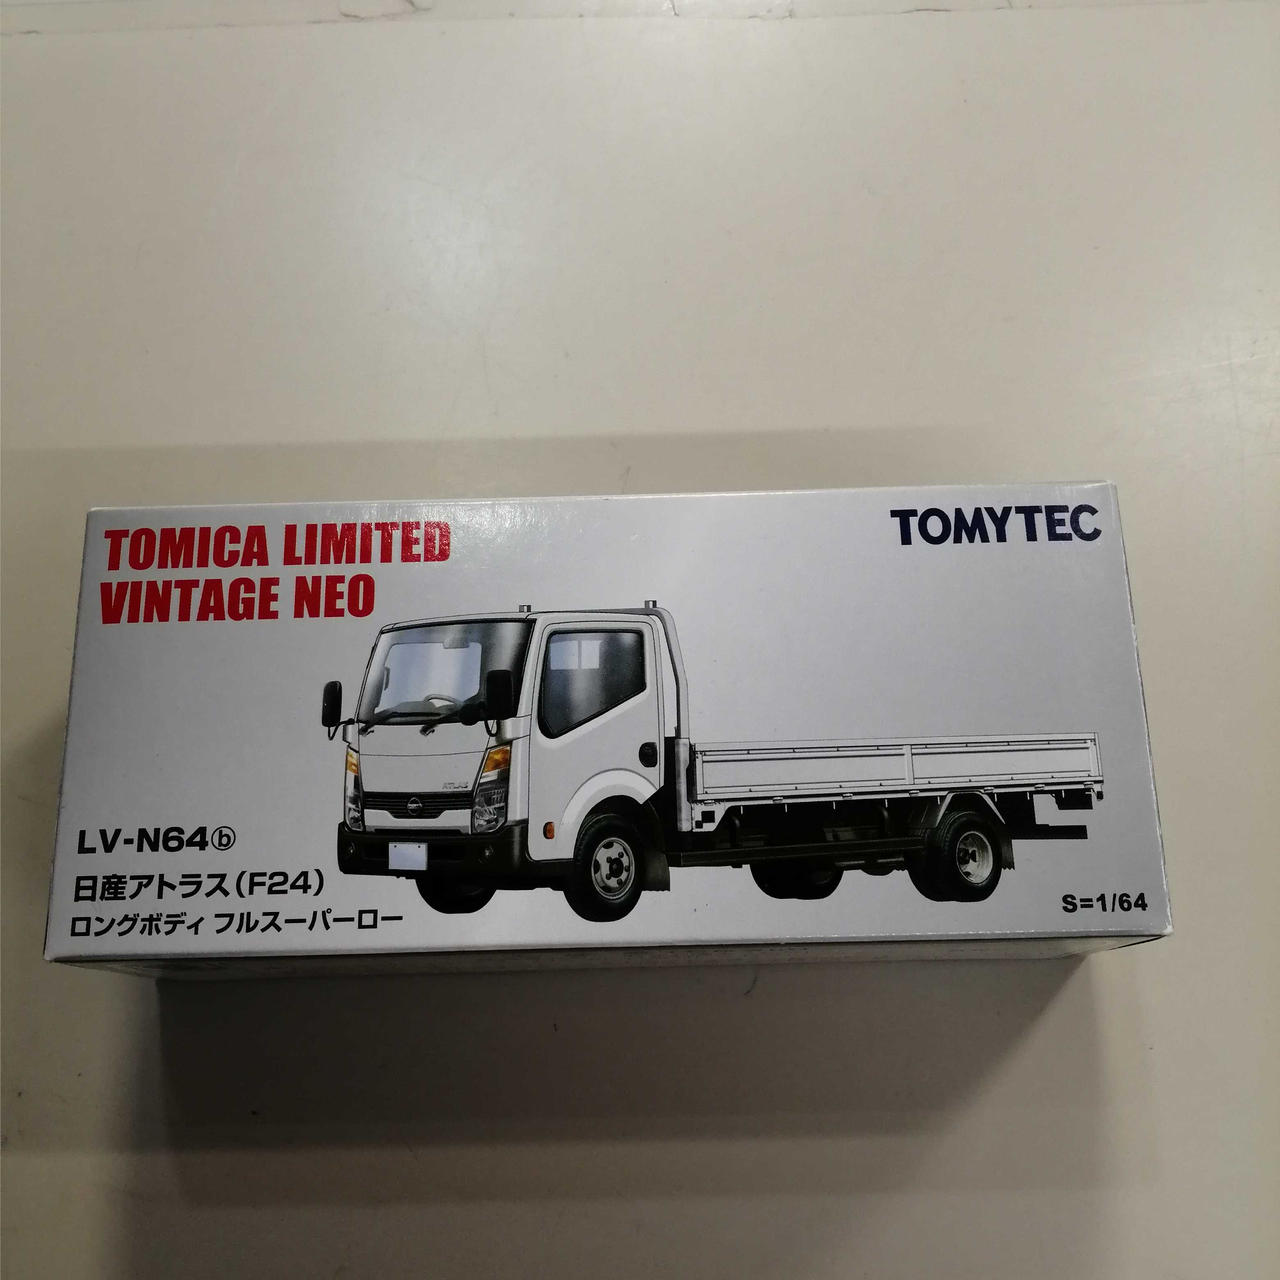 TOMICA LIMITED
VINTAGE NEO
TOMYTEC
ATLAS
LV-N64ⓑ
日産アトラス(F24)
ロングボディ フルスーパーロー
S=1/64